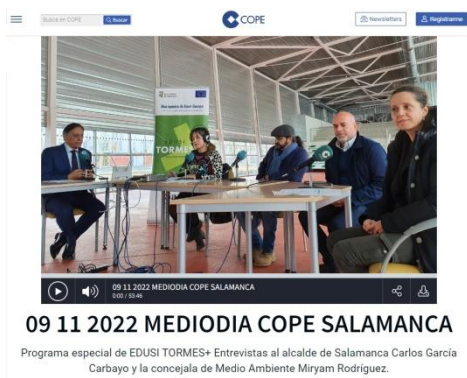 Busca en COPE
Buscar
COPE
Newsletters
Registrarme
TORMES
09 11 2022 MEDIODIA COPE SALAMANCA
0:00 / 53:46
09 11 2022 MEDIODIA COPE SALAMANCA
Programa especial de EDUSI TORMES+ Entrevistas al alcalde de Salamanca Carlos García
Carbayo y la concejala de Medio Ambiente Miryam Rodríguez.